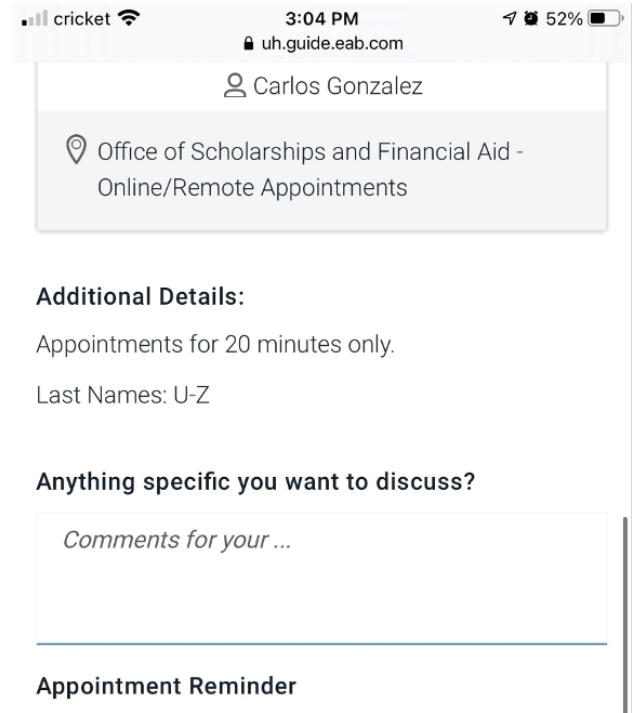 cricket 3:04 PM 52%
uh.guide.eab.com
Carlos Gonzalez
Office of Scholarships and Financial Aid -
Online/Remote Appointments
Additional Details:
Appointments for 20 minutes only.
Last Names: U-Z
Anything specific you want to discuss?
Comments for your ...
Appointment Reminder